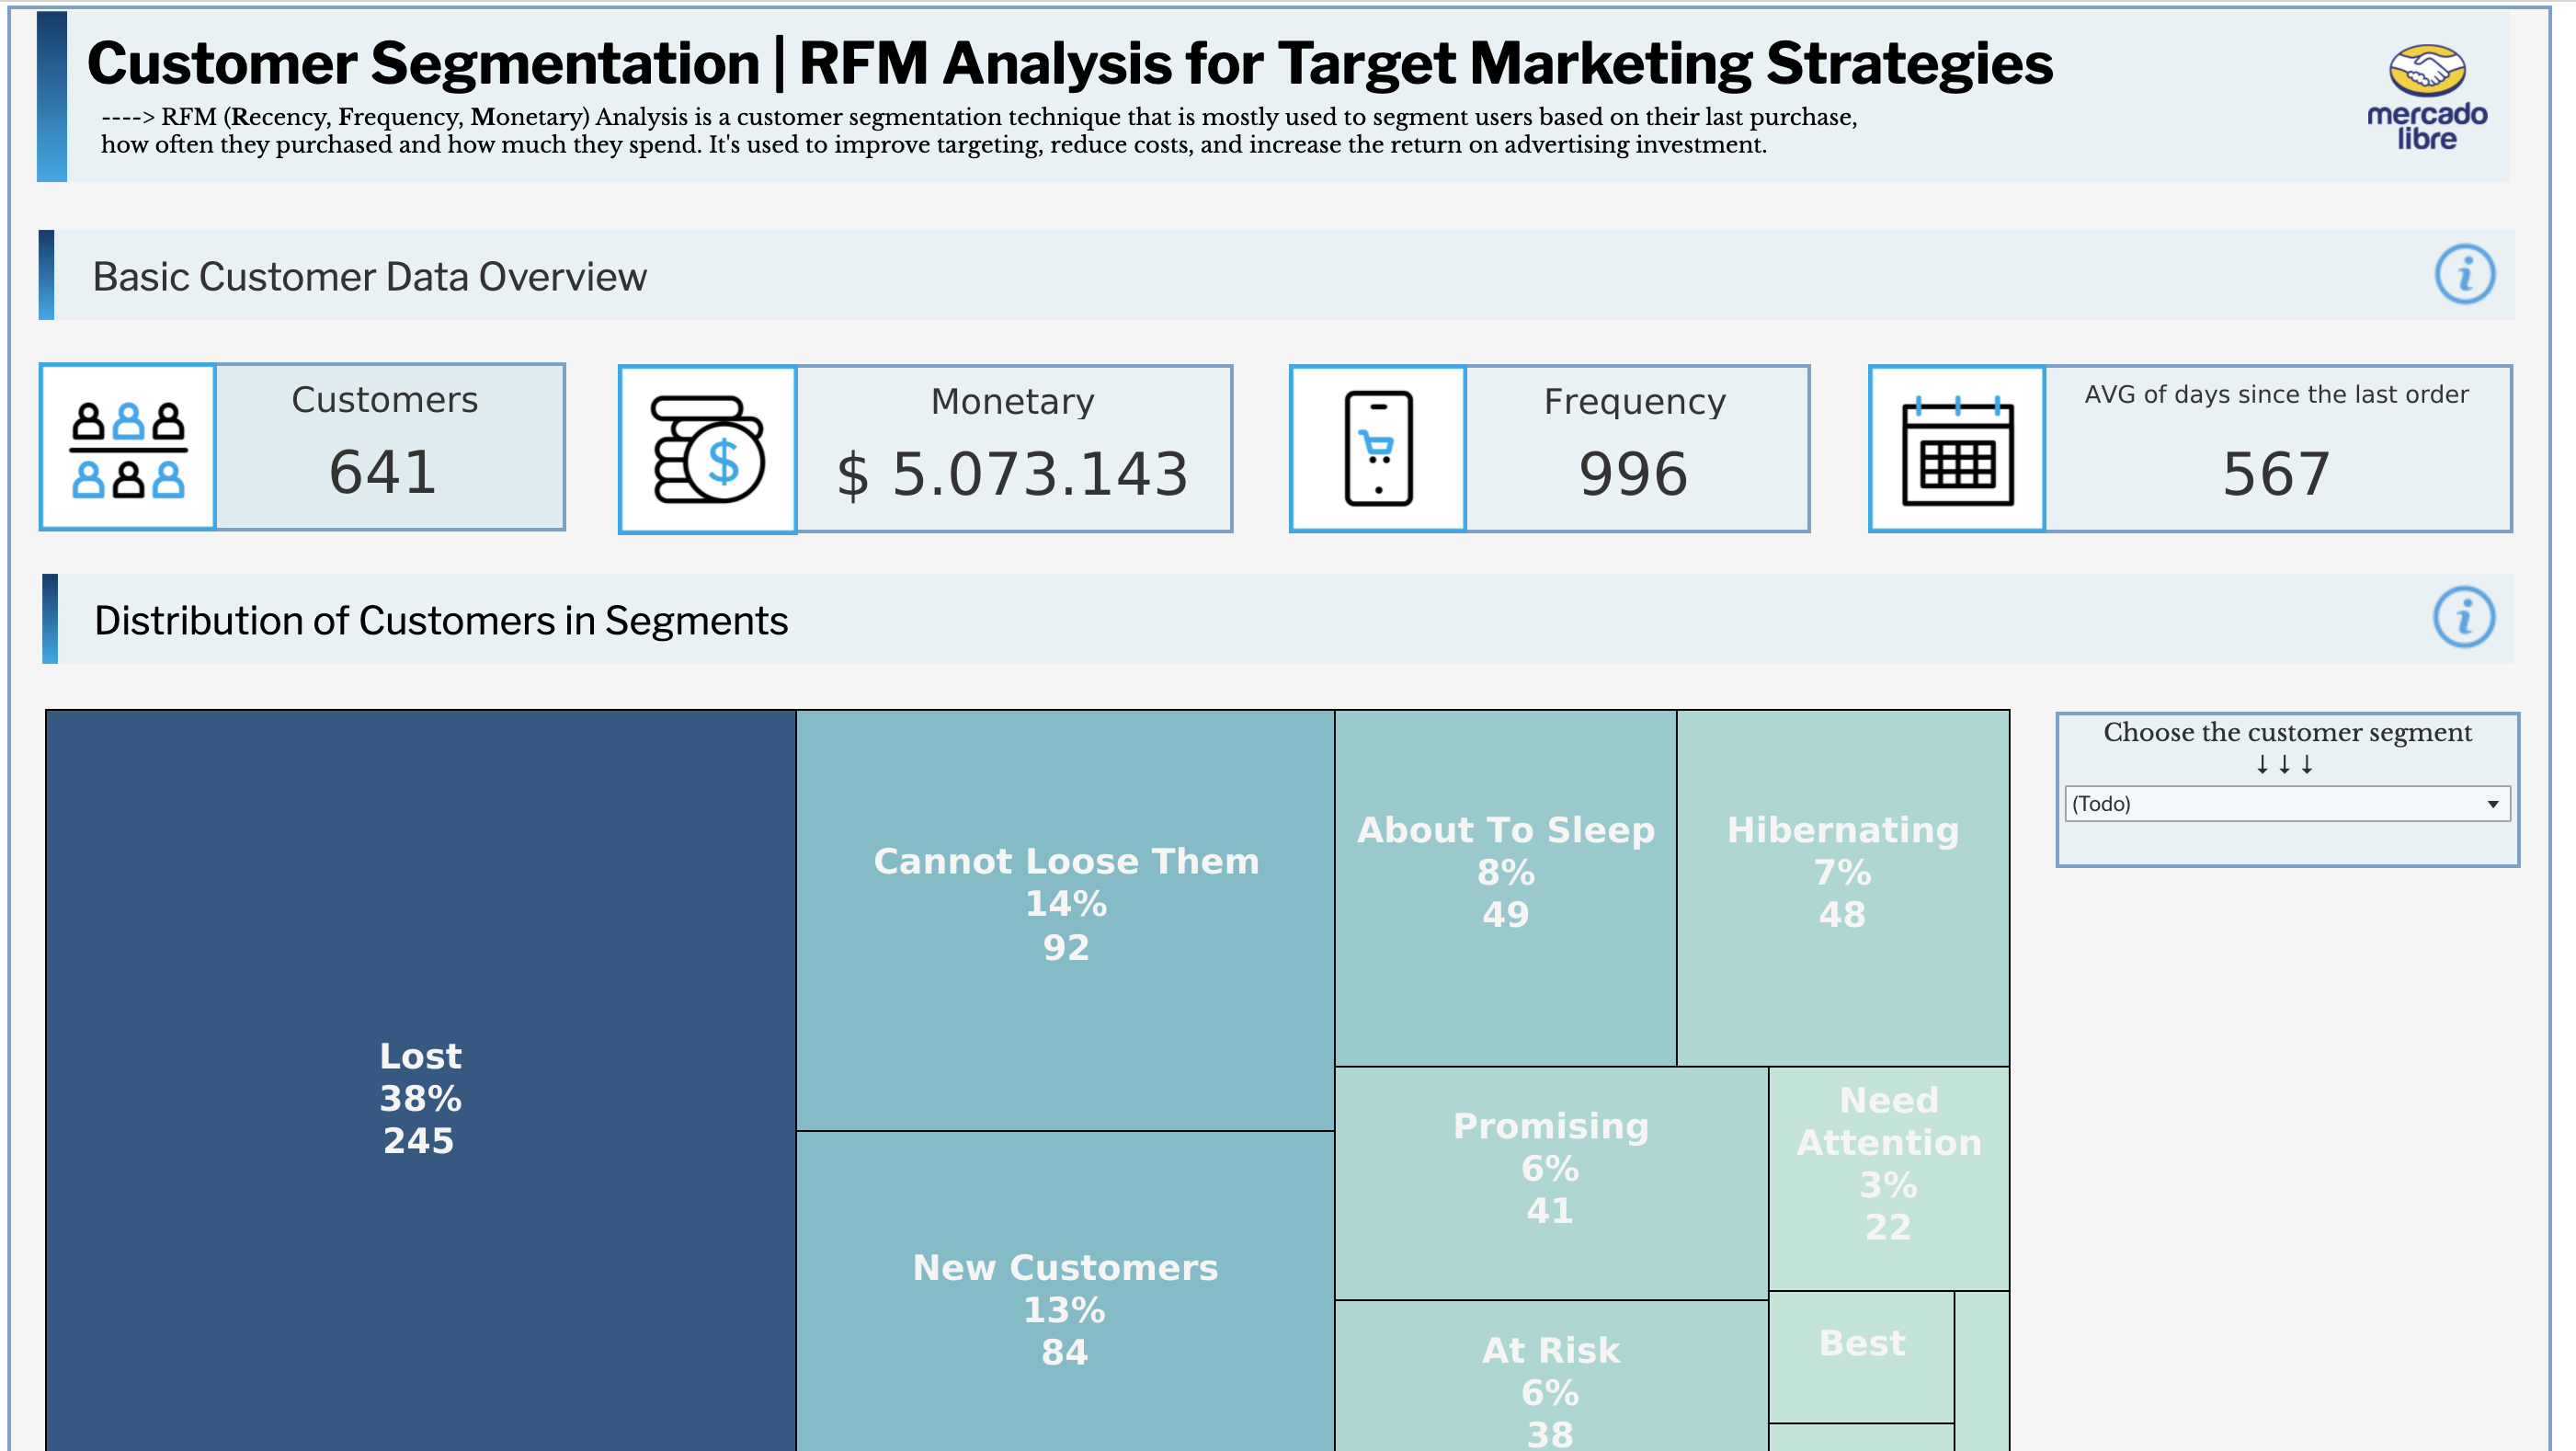 Customer Segmentation | RFM Analysis for Target Marketing Strategies
----> RFM (Recency, Frequency, Monetary) Analysis is a customer segmentation technique that is mostly used to segment users based on their last purchase,
how often they purchased and how much they spend. It's used to improve targeting, reduce costs, and increase the return on advertising investment.
mercado
libre
Basic Customer Data Overview
i
Customers
641
$
Monetary
$ 5.073.143
Frequency
996
AVG of days since the last order
567
Distribution of Customers in Segments
i
Lost
38%
245
Cannot Loose Them
14%
92
New Customers
13%
84
About To Sleep
8%
49
Hibernating
7%
48
Promising
6%
41
Need
Attention
3%
22
At Risk
6%
38
Best
Choose the customer segment
↓ ↓ ↓
(Todo)